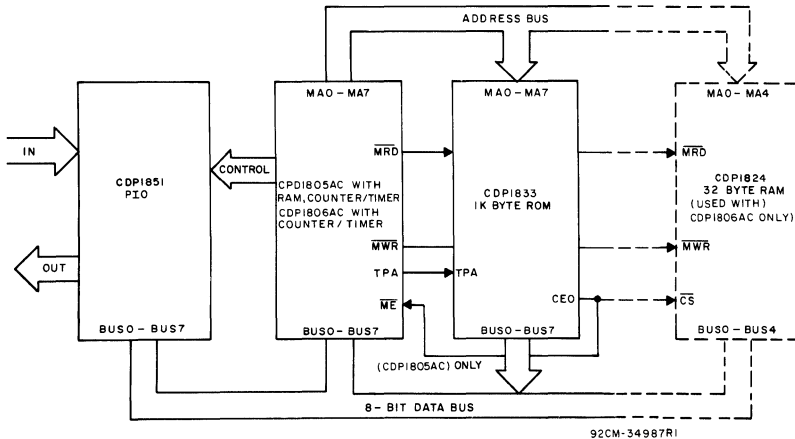 ADDRESS BUS
MA0 - MA7
MA0 - MA7
MA0 - MA4
IN
OUT
CDP1851
PIO
BUS0 - BUS7
CONTROL
MRD
CPD1805AC WITH
RAM, COUNTER/TIMER
CDP1806AC WITH
COUNTER / TIMER
MWR
TPA
ME
BUS0 - BUS7
CDP1833
1K BYTE ROM
TPA
CEO
BUS0 - BUS7
MRD
CDP1824
32 BYTE RAM
(USED WITH)
CDP1806AC ONLY)
MWR
CS
BUS0 - BUS4
(CDP1805AC) ONLY
8 - BIT DATA BUS
92CM-34987R1